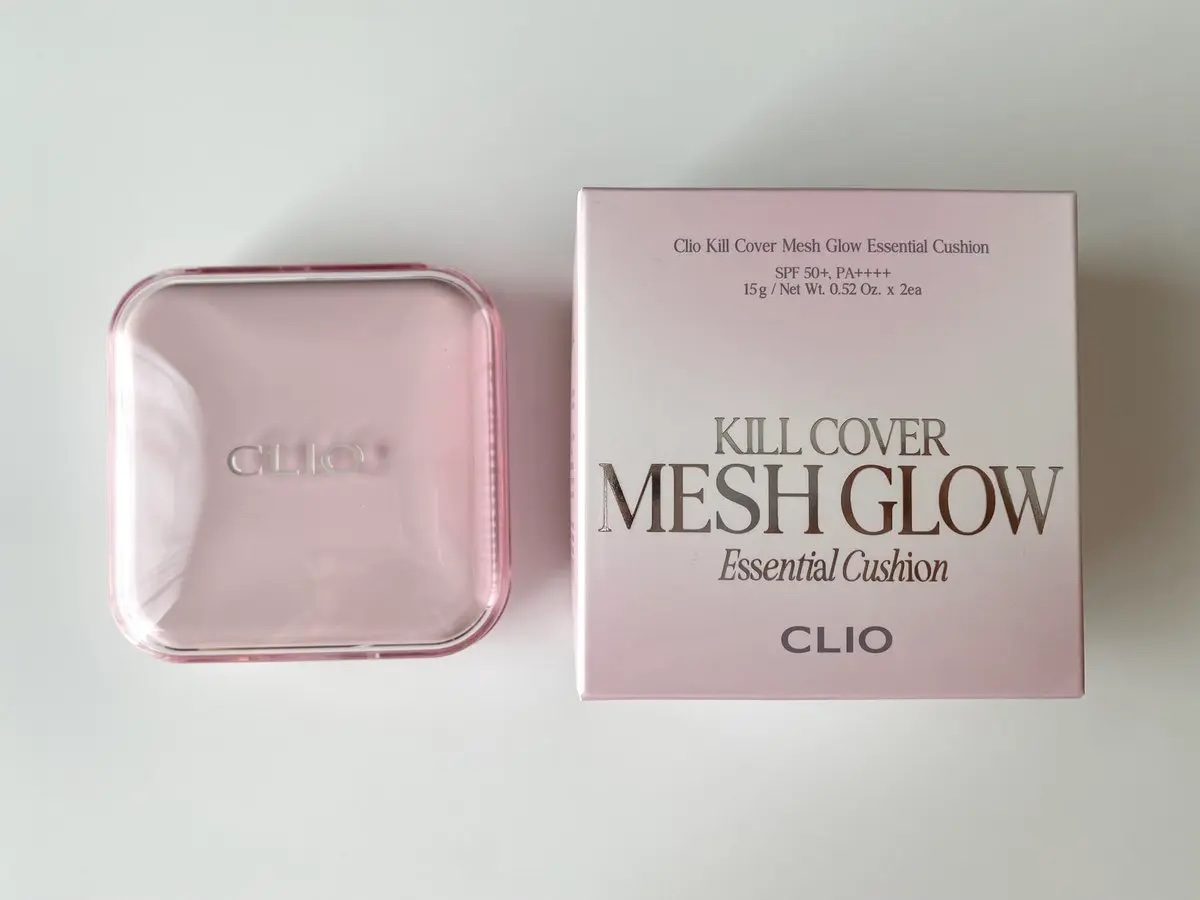 CLIO
Clio Kill Cover Mesh Glow Essential Cushion
SPF 50+, PA++++
15g / Net Wt. 0.52 Oz. x 2ea
KILL COVER
MESH GLOW
Essential Cushion
CLIO